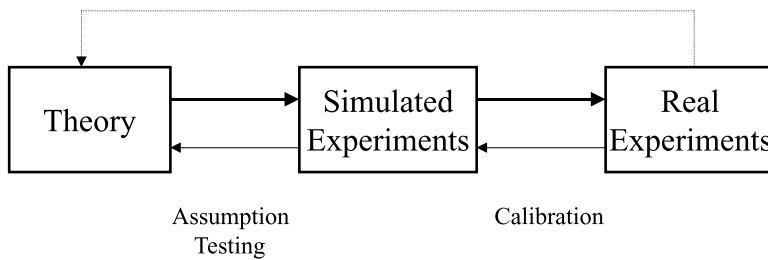 Theory
Simulated
Experiments
Real
Experiments
Assumption
Testing
Calibration